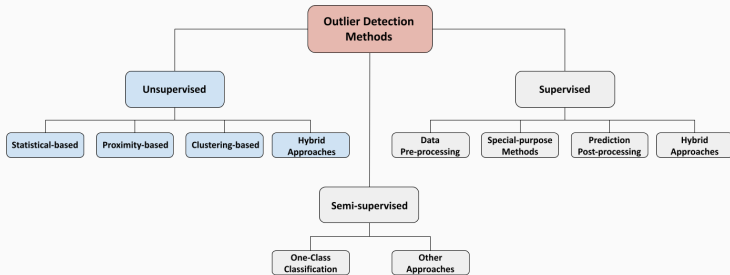 Outlier Detection
Methods
Unsupervised
Supervised
Statistical-based
Proximity-based
Clustering-based
Hybrid
Approaches
Data
Pre-processing
Special-purpose
Methods
Prediction
Post-processing
Hybrid
Approaches
Semi-supervised
One-Class
Classification
Other
Approaches